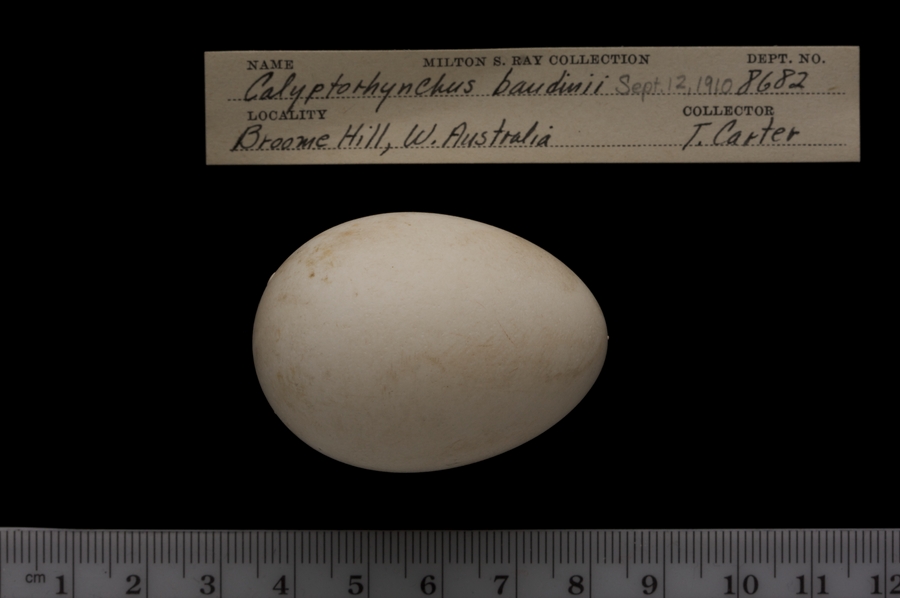 NAME MILTON S. RAY COLLECTION DEPT. NO.
Calyptorhynchus baudinii Sept. 12, 1910 8682
LOCALITY COLLECTOR
Broome Hill, W. Australia T. Carter
cm 1 2 3 4 5 6 7 8 9 10 11 12